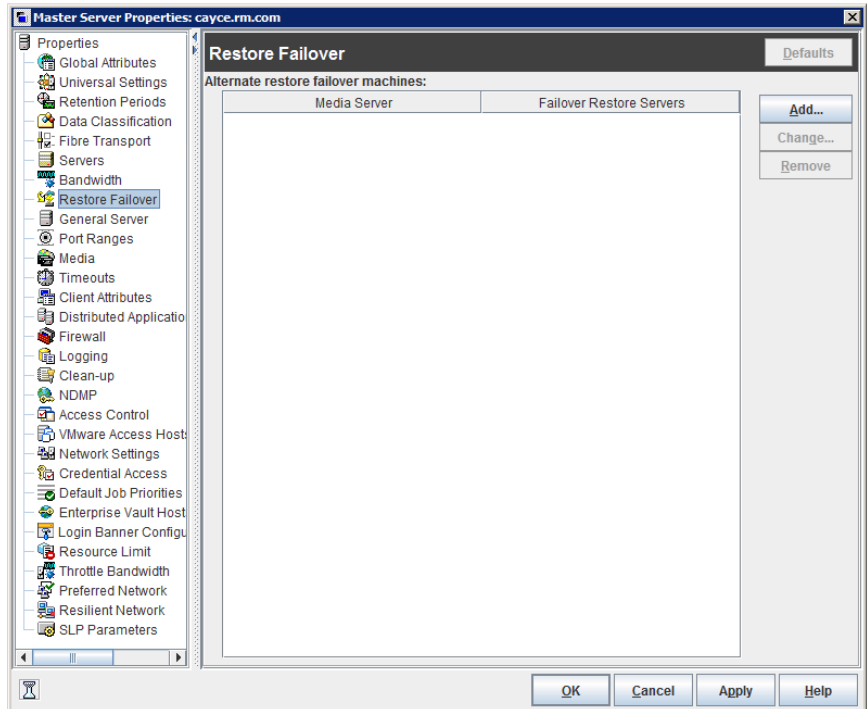 Master Server Properties: cayce.rm.com
Properties
Global Attributes
Universal Settings
Retention Periods
Data Classification
Fibre Transport
Servers
Bandwidth
Restore Failover
General Server
Port Ranges
Media
Timeouts
Client Attributes
Distributed Applicatio
Firewall
Logging
Clean-up
NDMP
Access Control
VMware Access Hosts
Network Settings
Credential Access
Default Job Priorities
Enterprise Vault Host
Login Banner Configu
Resource Limit
Throttle Bandwidth
Preferred Network
Resilient Network
SLP Parameters
Restore Failover
Defaults
Alternate restore failover machines:
Media Server Failover Restore Servers
Add...
Change...
Remove
OK Cancel Apply Help